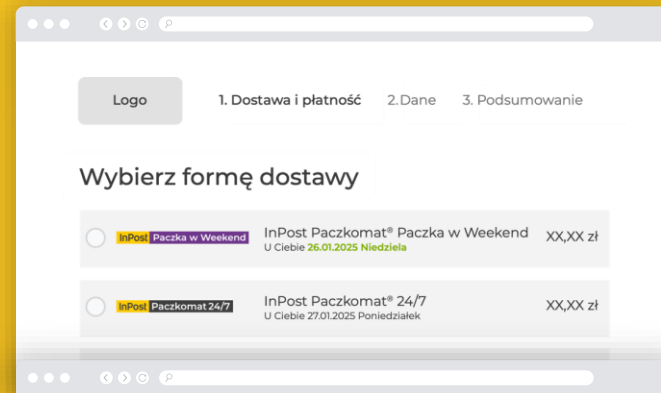 Logo
1. Dostawa i płatność
2.Dane
3. Podsumowanie
Wybierz formę dostawy
InPost Paczka w Weekend
InPost Paczkomat® Paczka w Weekend
U Ciebie 26.01.2025 Niedziela
XX,XX zł
InPost Paczkomat 24/7
InPost Paczkomat® 24/7
U Ciebie 27.01.2025 Poniedziałek
XX,XX zł